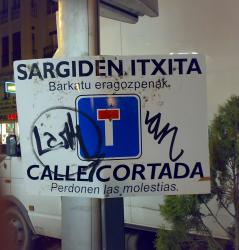 SARGIDEN ITXITA
Barkatu eragozpenak.
CALLE CORTADA
Perdonen las molestias.